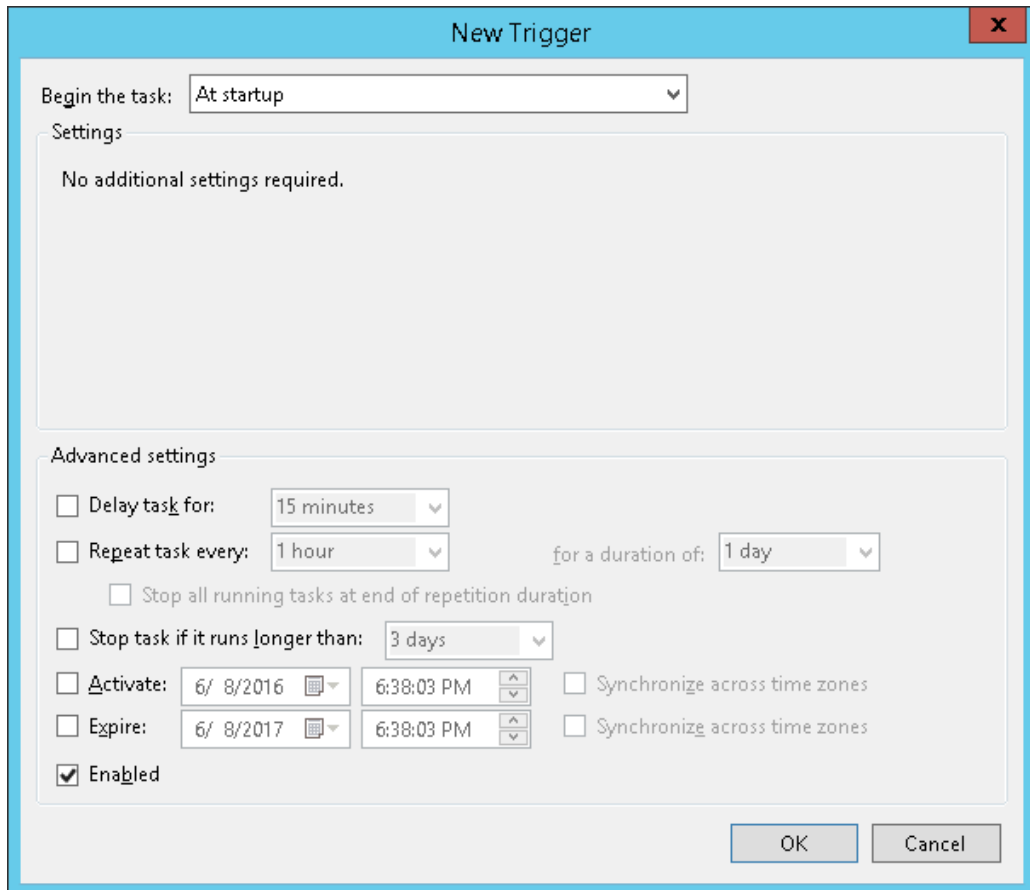 New Trigger
x
Begin the task: At startup
Settings
No additional settings required.
Advanced settings
Delay task for: 15 minutes
Repeat task every: 1 hour for a duration of: 1 day
Stop all running tasks at end of repetition duration
Stop task if it runs longer than: 3 days
Activate: 6/ 8/2016 6:38:03 PM Synchronize across time zones
Expire: 6/ 8/2017 6:38:03 PM Synchronize across time zones
Enabled
OK Cancel